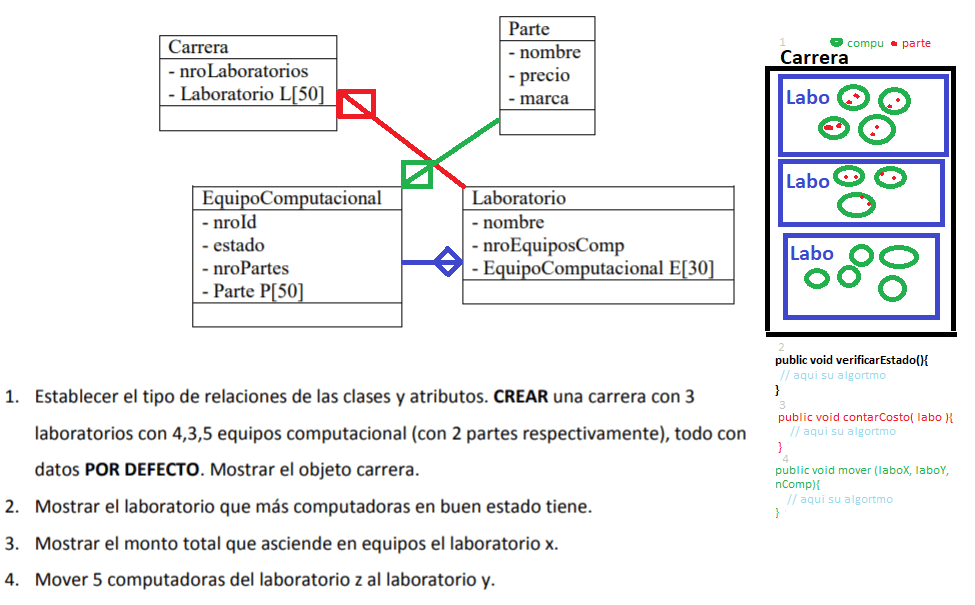 Parte
- nombre
- precio
- marca
Carrera
- nroLaboratorios
- Laboratorio L[50]
EquipoComputacional
- nroId
- estado
- nroPartes
- Parte P[50]
Laboratorio
- nombre
- nroEquiposComp
- EquipoComputacional E[30]
1
compu parte
Carrera
Labo
Labo
Labo
2
public void verificarEstado(){
// aqui su algortmo
}
3
public void contarCosto( labo ){
// aqui su algortmo
}
4
public void mover (laboX, laboY,
nComp){
// aqui su algortmo
}
1. Establecer el tipo de relaciones de las clases y atributos. CREAR una carrera con 3
laboratorios con 4,3,5 equipos computacional (con 2 partes respectivamente), todo con
datos POR DEFECTO. Mostrar el objeto carrera.
2. Mostrar el laboratorio que más computadoras en buen estado tiene.
3. Mostrar el monto total que asciende en equipos el laboratorio x.
4. Mover 5 computadoras del laboratorio z al laboratorio y.